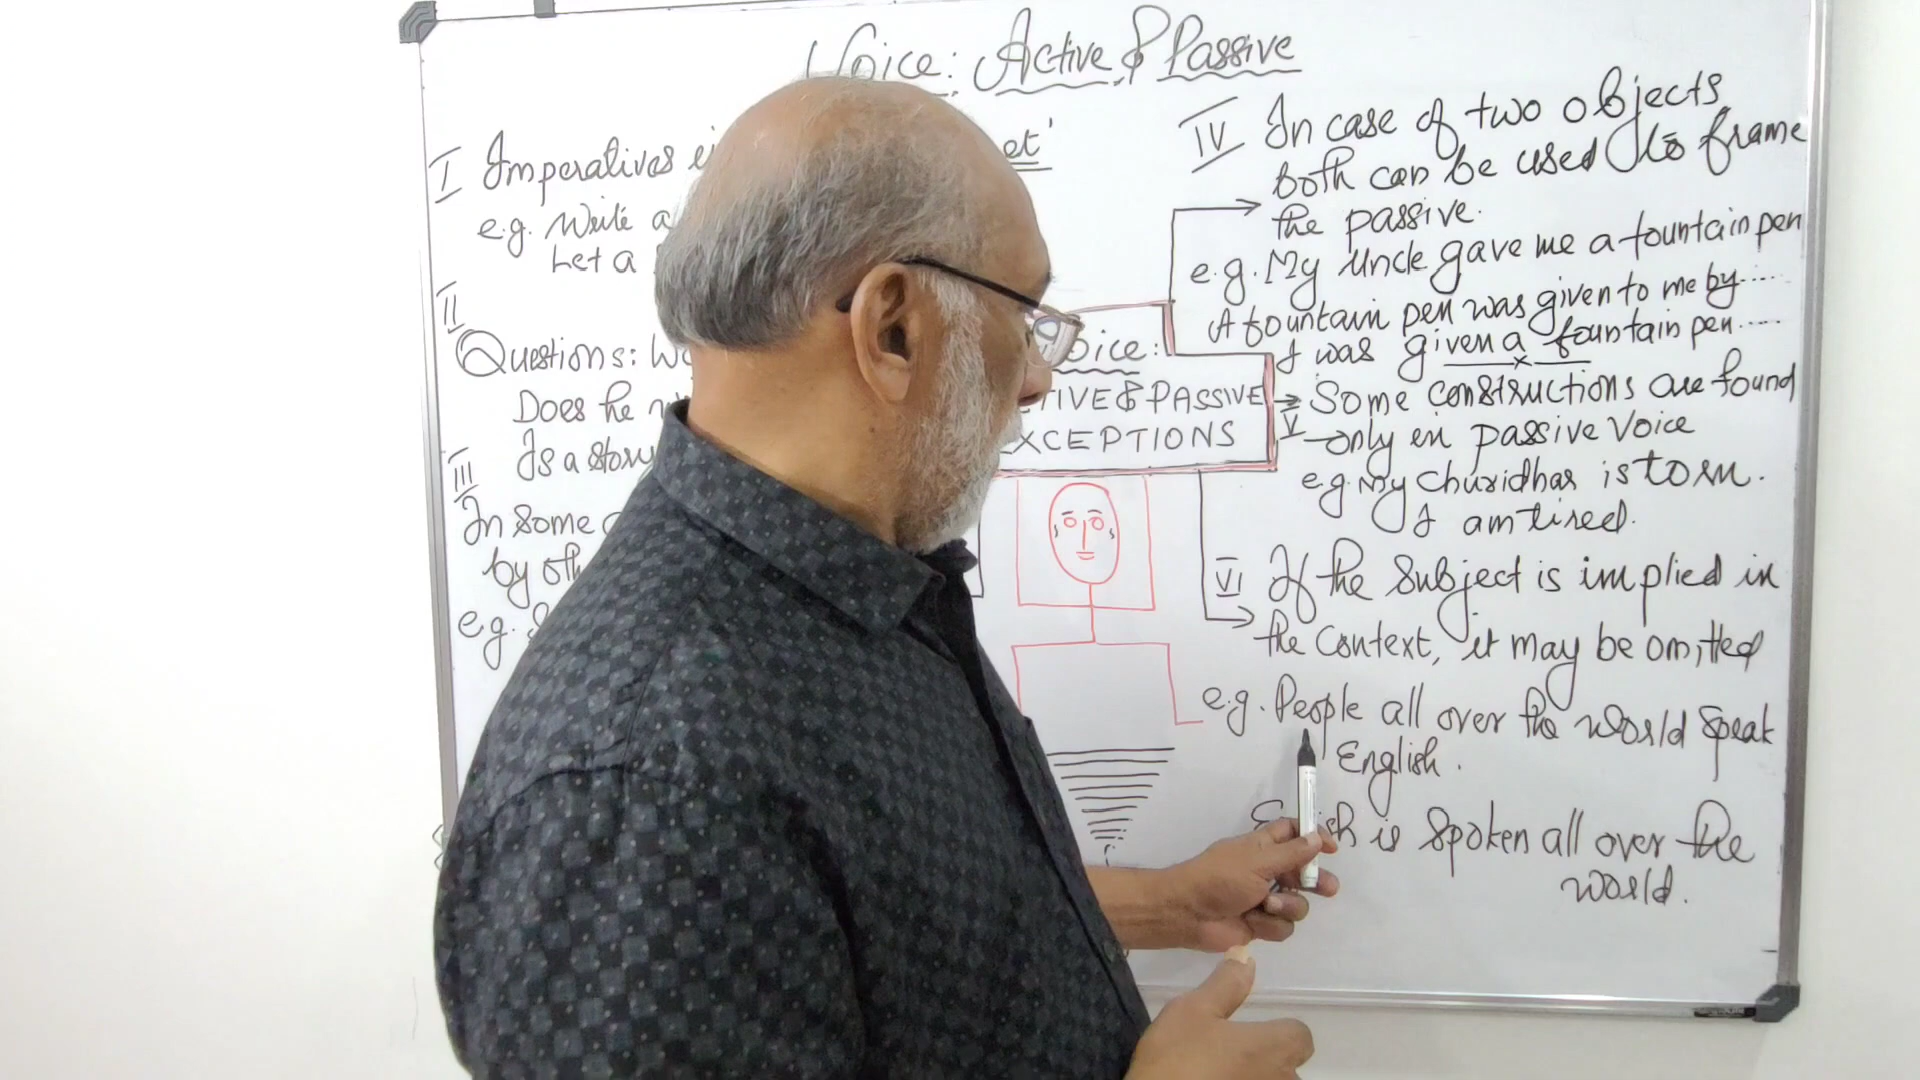 Voice: Active & Passive
I Imperatives
e.g. Write a
Let a
II
Questions:
Does he
Is a story
III
In some
by
e.g.
Voice:
PASSIVE
EXCEPTIONS
IV In case of two objects
both can be used to frame
the passive.
e.g. My Uncle gave me a fountain pen
A fountain pen was given to me by.....
I was given a fountain pen.....
V Some constructions are found
only in passive Voice
e.g. My Churidhar is torn.
I am tired.
VI If the Subject is implied in
the Context, it may be omitted
e.g. People all over the world speak
English.
is spoken all over the
world.